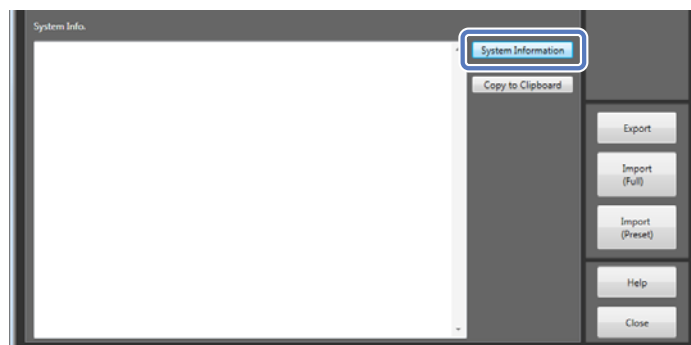 System Info.
System Information
Copy to Clipboard
Export
Import
(Full)
Import
(Preset)
Help
Close